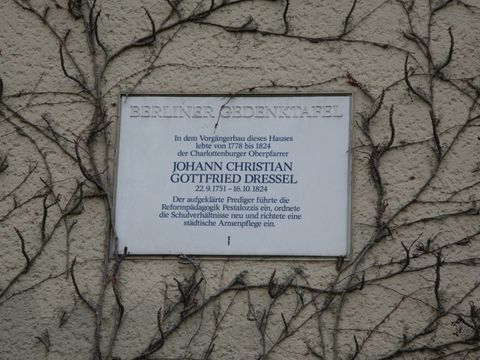 BERLINER GEDENKTAFEL
In dem Vorgängerbau dieses Hauses
lebte von 1778 bis 1824
der Charlottenburger Oberpfarrer
JOHANN CHRISTIAN
GOTTFRIED DRESSEL
22.9.1751 – 16.10.1824
Der aufgeklärte Prediger führte die
Reformpädagogik Pestalozzis ein, ordnete
die Schulverhältnisse neu und richtete eine
städtische Armenpflege ein.